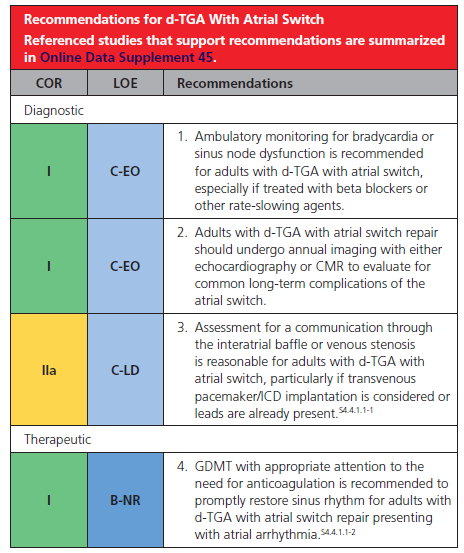 Recommendations for d-TGA With Atrial Switch
Referenced studies that support recommendations are summarized
in Online Data Supplement 45.
COR LOE Recommendations
Diagnostic
I C-EO 1. Ambulatory monitoring for bradycardia or
sinus node dysfunction is recommended
for adults with d-TGA with atrial switch,
especially if treated with beta blockers or
other rate-slowing agents.
I C-EO 2. Adults with d-TGA with atrial switch repair
should undergo annual imaging with either
echocardiography or CMR to evaluate for
common long-term complications of the
atrial switch.
IIa C-LD 3. Assessment for a communication through
the interatrial baffle or venous stenosis
is reasonable for adults with d-TGA with
atrial switch, particularly if transvenous
pacemaker/ICD implantation is considered or
leads are already present.S4.4.1.1-1
Therapeutic
I B-NR 4. GDMT with appropriate attention to the
need for anticoagulation is recommended to
promptly restore sinus rhythm for adults with
d-TGA with atrial switch repair presenting
with atrial arrhythmia.S4.4.1.1-2